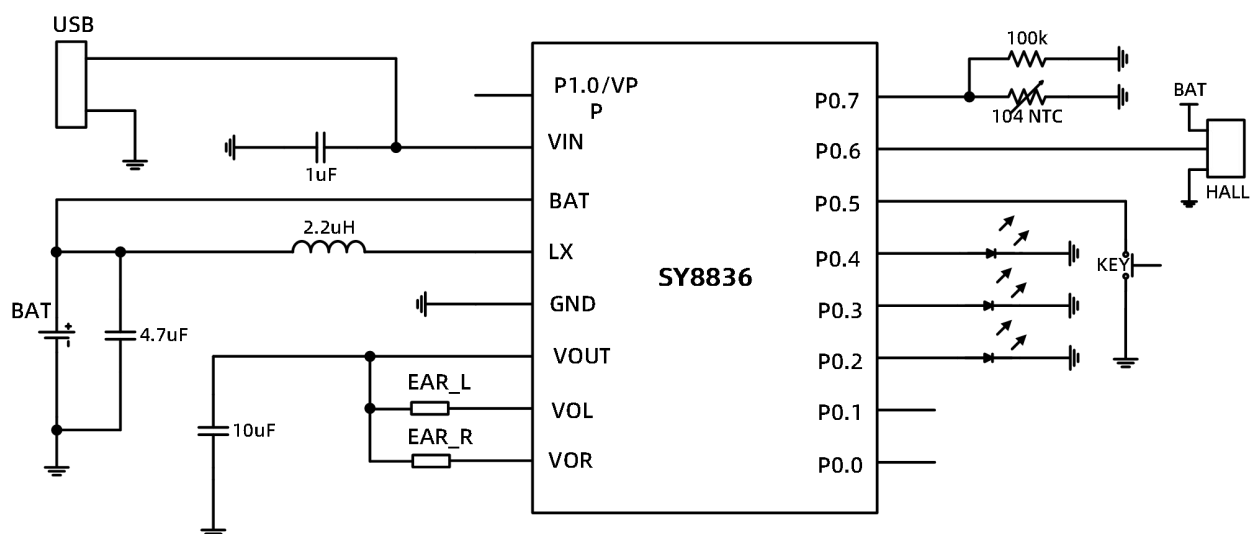 USB
1uF
BAT
2.2uH
4.7uF
10uF
EAR_L
EAR_R
P1.0/VP
P
VIN
BAT
LX
GND
VOUT
VOL
VOR
SY8836
P0.7
P0.6
P0.5
P0.4
P0.3
P0.2
P0.1
P0.0
100k
104 NTC
BAT
HALL
KEY